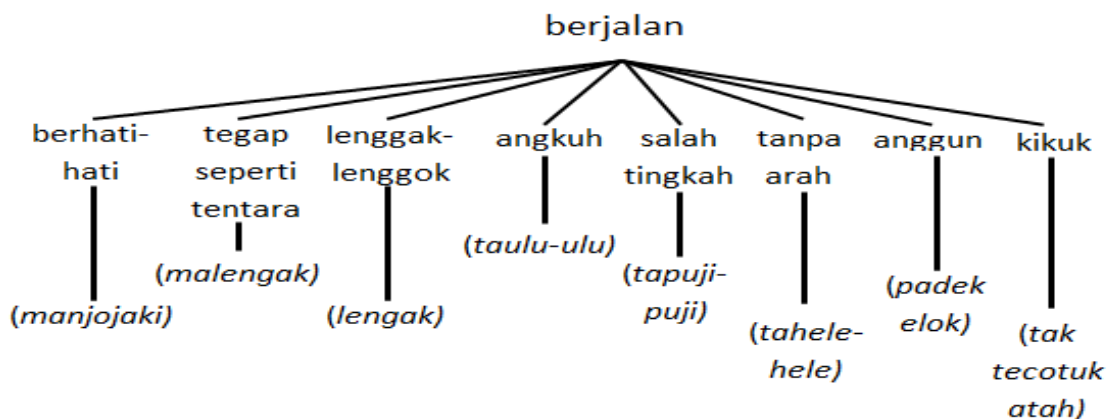 berjalan
berhati-
hati
(manjojaki)
tegap
seperti
tentara
(malengak)
lenggak-
lenggok
(lengak)
angkuh
(taulu-ulu)
salah
tingkah
(tapuji-
puji)
tanpa
arah
(tahele-
hele)
anggun
(padek
elok)
kikuk
(tak
tecotuk
atah)